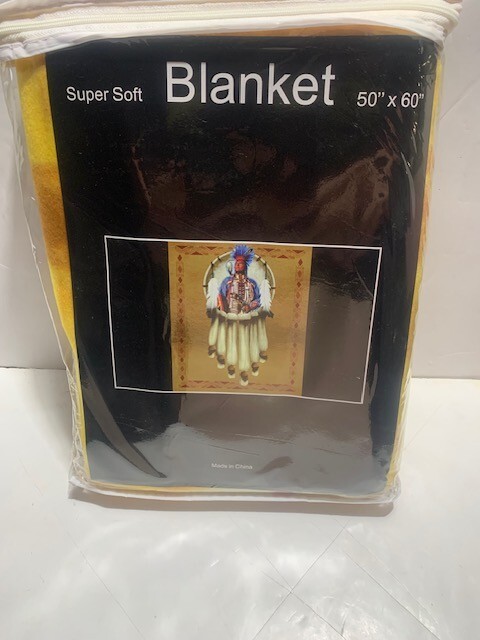 Super Soft Blanket 50" x 60"
Made in China